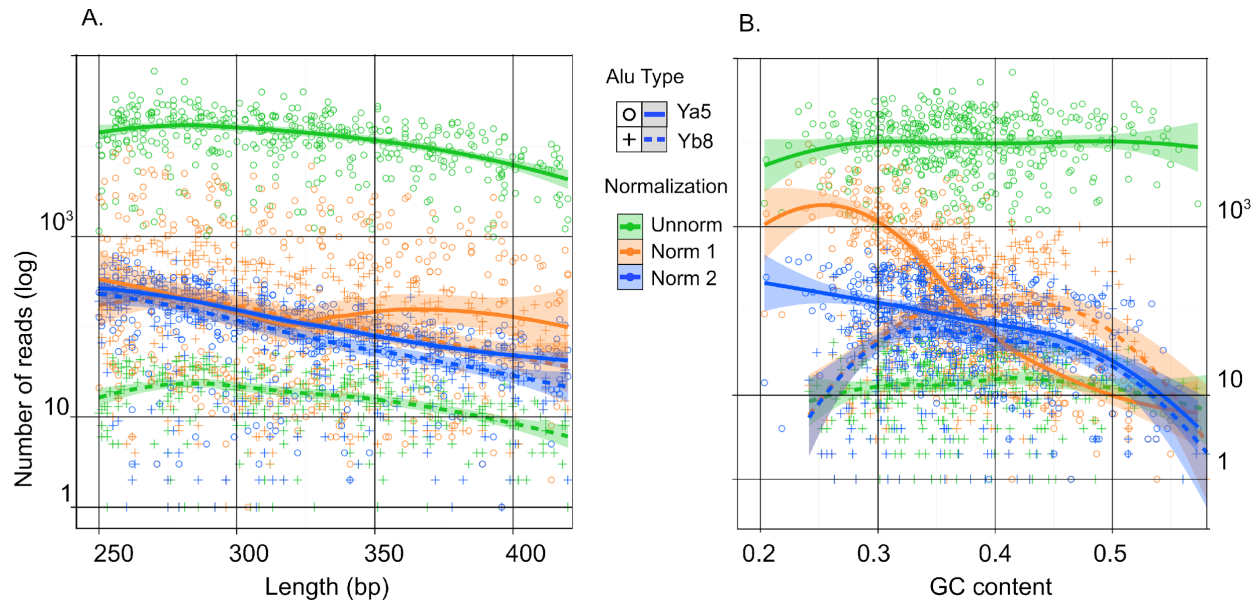 A.
Number of reads (log)
10³
10
1
250
300
350
400
Length (bp)
Alu Type
Ya5
Yb8
Normalization
Unnorm
Norm 1
Norm 2
B.
10³
10
1
0.2
0.3
0.4
0.5
GC content